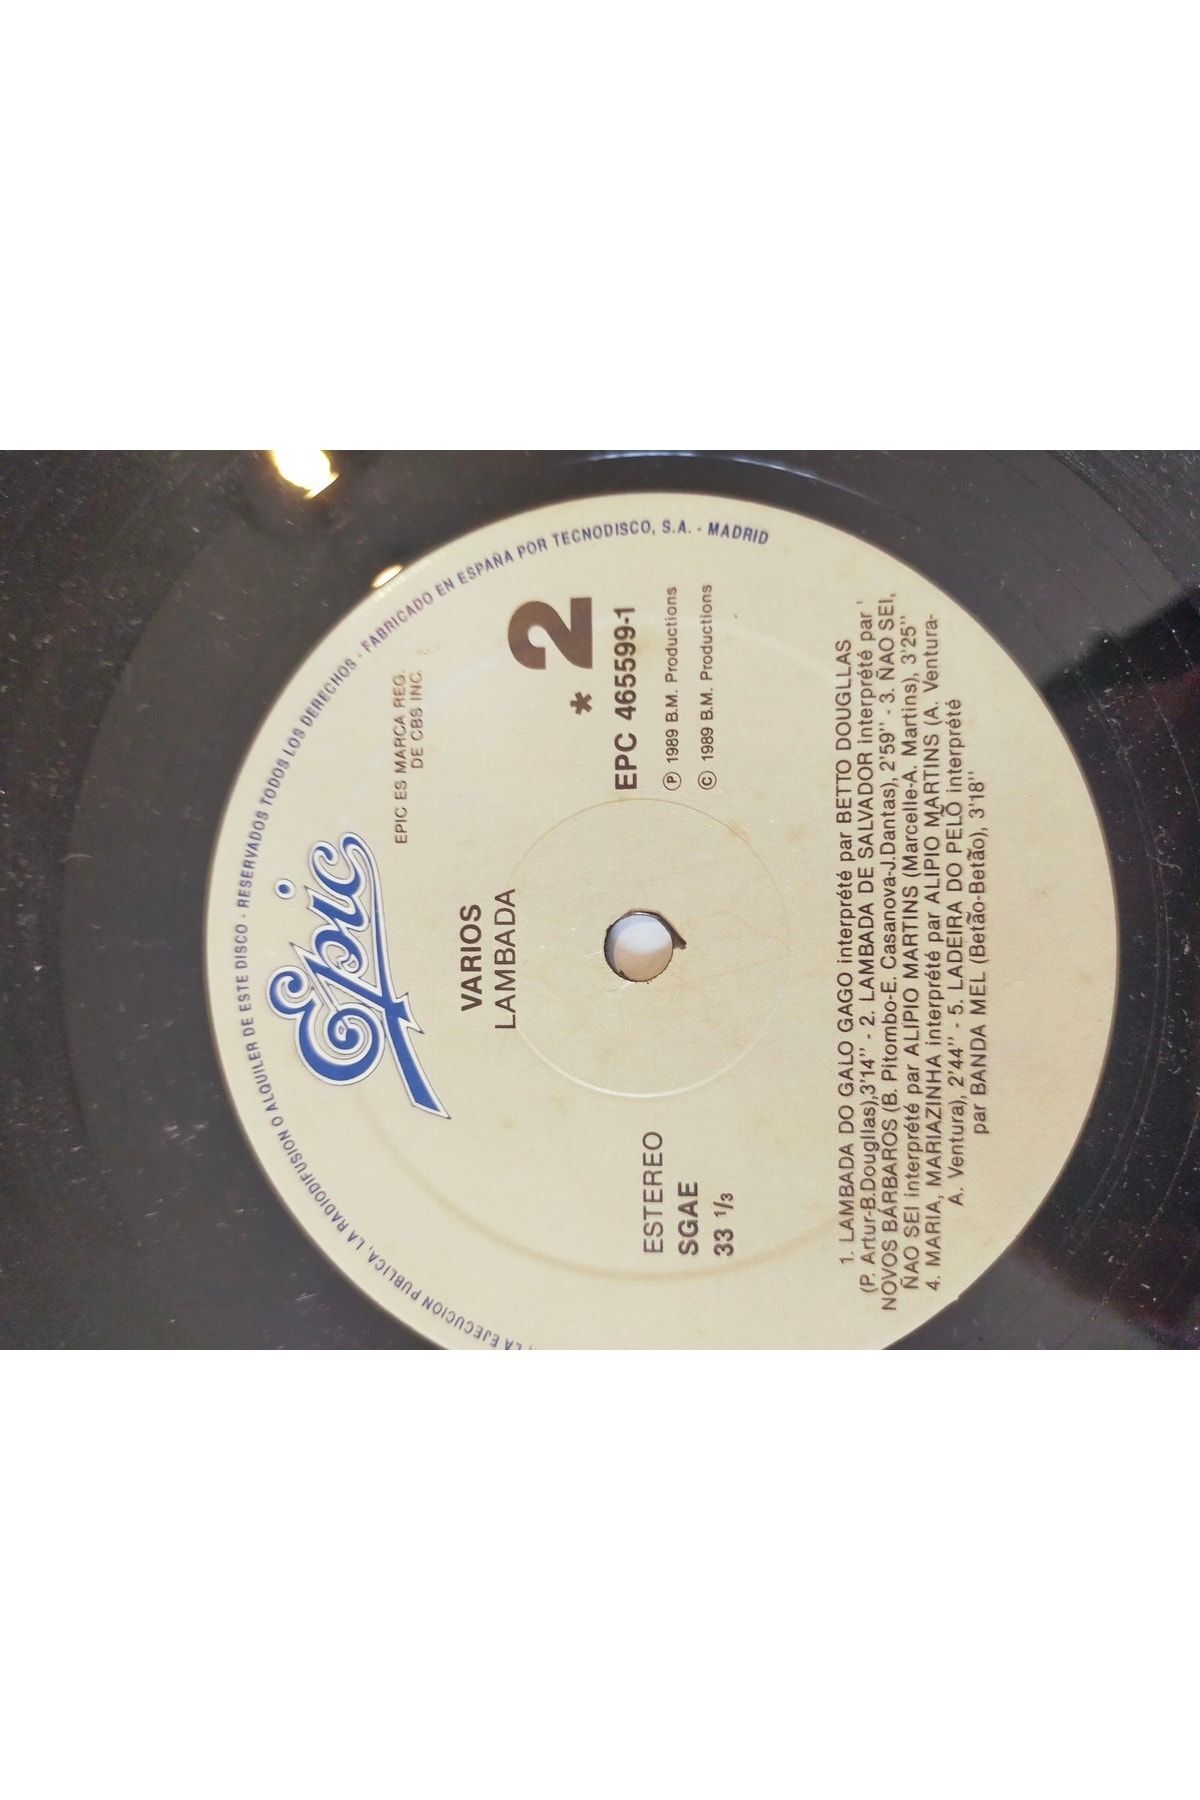 LA EJECUCION PUBLICA, LA RADIODIFUSION O ALQUILER DE ESTE DISCO - RESERVADOS TODOS LOS DERECHOS - FABRICADO EN ESPAÑA POR TECNODISCO, S.A. - MADRID
Epic
EPIC ES MARCA REG.
DE CBS INC.
VARIOS
LAMBADA
* 2
ESTEREO
EPC 465599-1
SGAE
Ⓟ 1989 B.M. Productions
33 1/3
© 1989 B.M. Productions
1. LAMBADA DO GALO GAGO interprété par BETTO DOUGLLAS
(P. Artur-B.Dougllas),3'14'' - 2. LAMBADA DE SALVADOR interprété par '
NOVOS BÁRBAROS (B. Pitombo-E. Casanova-J.Dantas), 2'59'' - 3. ÑAO SEI,
ÑAO SEI interprété par ALIPIO MARTINS (Marcelle-A. Martins), 3'25''
4. MARIA, MARIAZINHA interprété par ALIPIO MARTINS (A. Ventura-
A. Ventura), 2'44'' - 5. LADEIRA DO PELÕ interprété
par BANDA MEL (Betão-Betão), 3'18''